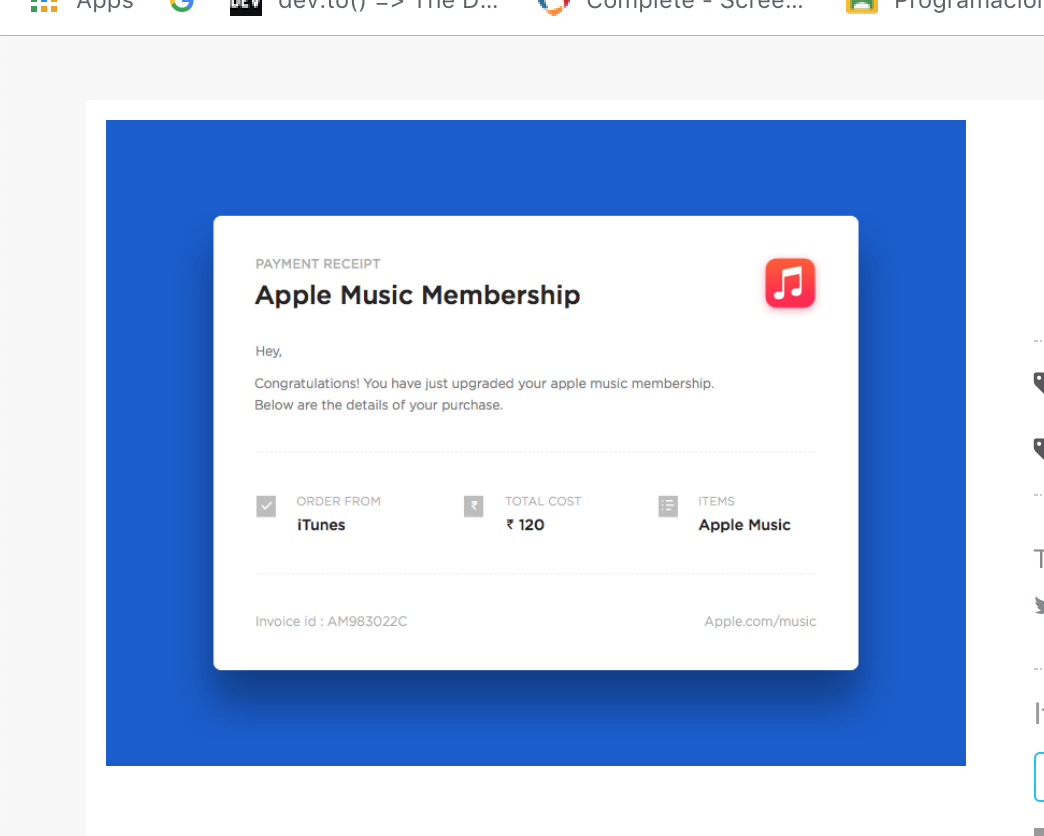 Apps
dev.to() => The D...
Complete - Scree...
PAYMENT RECEIPT
Apple Music Membership
Hey,
Congratulations! You have just upgraded your apple music membership.
Below are the details of your purchase.
ORDER FROM
iTunes
TOTAL COST
₹ 120
ITEMS
Apple Music
Invoice id : AM983022C
Apple.com/music